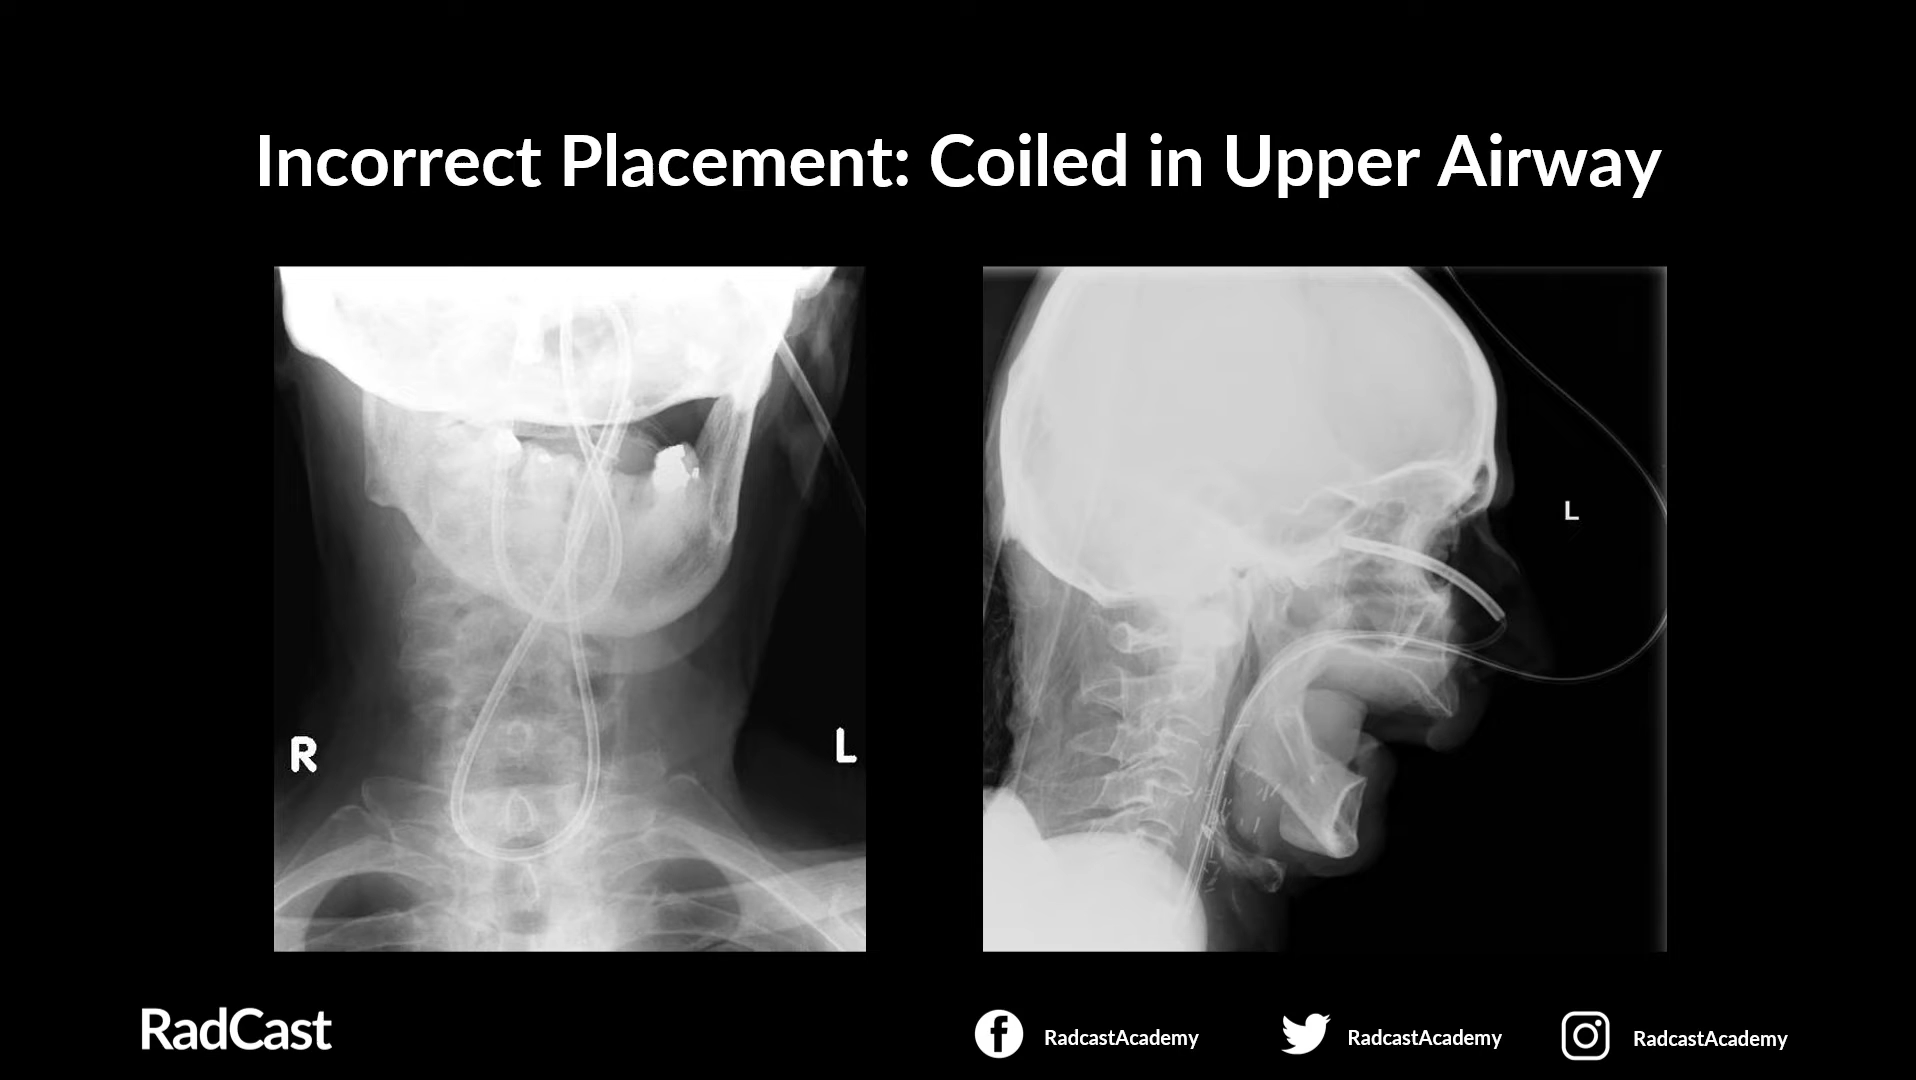 Incorrect Placement: Coiled in Upper Airway
R
L
L
RadCast
RadcastAcademy
RadcastAcademy
RadcastAcademy